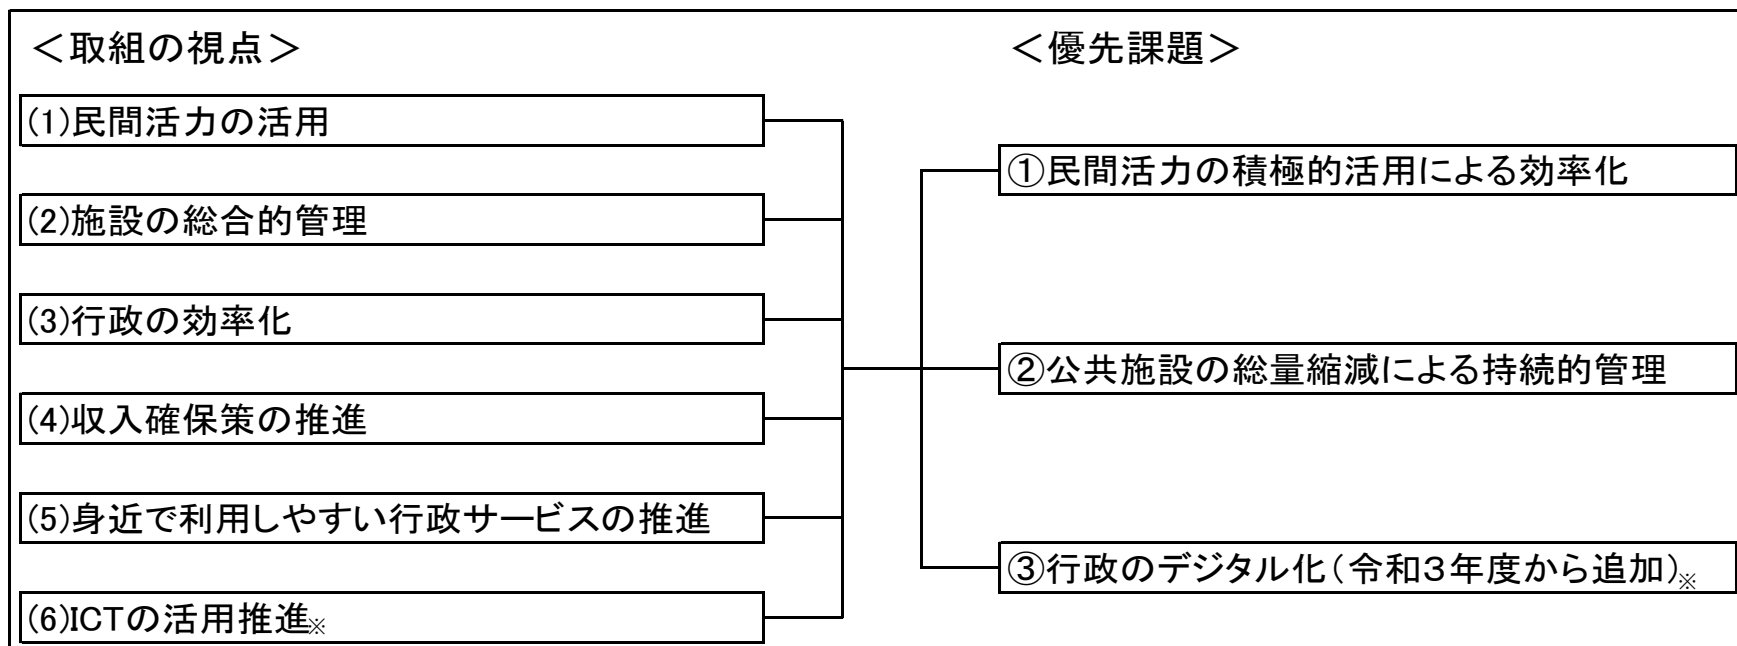 ＜取組の視点＞
(1)民間活力の活用
(2)施設の総合的管理
(3)行政の効率化
(4)収入確保策の推進
(5)身近で利用しやすい行政サービスの推進
(6)ICTの活用推進※
＜優先課題＞
①民間活力の積極的活用による効率化
②公共施設の総量縮減による持続的管理
③行政のデジタル化（令和３年度から追加）※